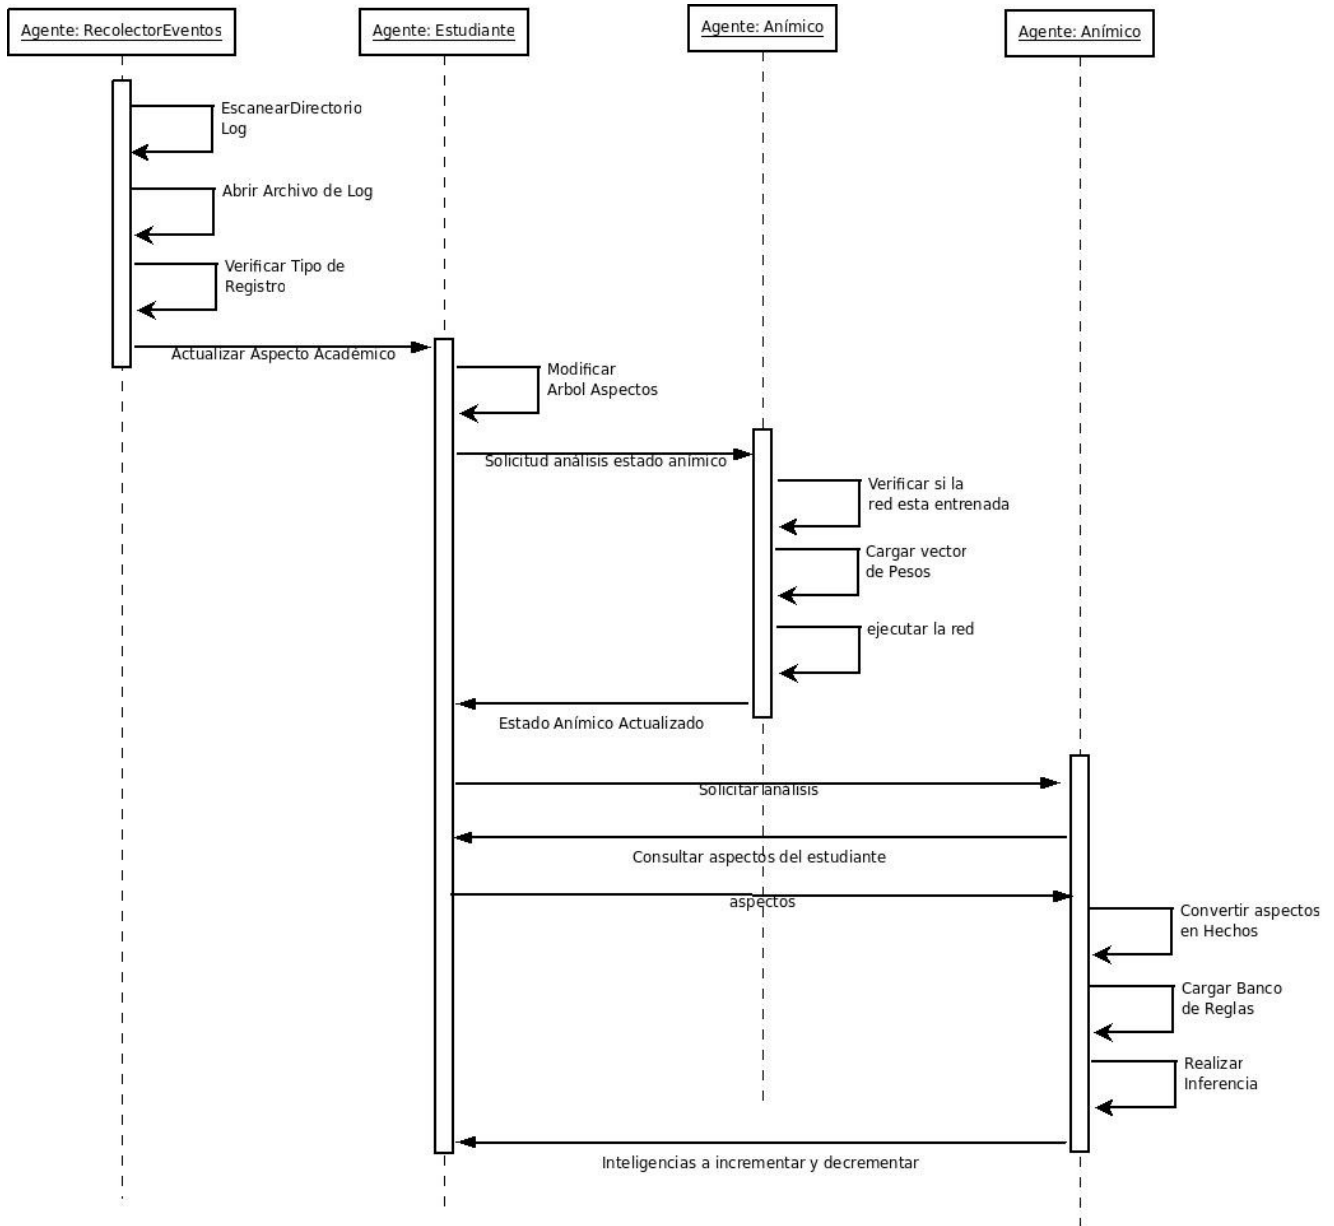 Agente: RecolectorEventos
Agente: Estudiante
Agente: Anímico
Agente: Anímico
EscanearDirectorio
Log
Abrir Archivo de Log
Verificar Tipo de
Registro
Actualizar Aspecto Académico
Modificar
Arbol Aspectos
Solicitud análisis estado anímico
Verificar si la
red esta entrenada
Cargar vector
de Pesos
ejecutar la red
Estado Anímico Actualizado
Solicitar análisis
Consultar aspectos del estudiante
aspectos
Convertir aspectos
en Hechos
Cargar Banco
de Reglas
Realizar
Inferencia
Inteligencias a incrementar y decrementar